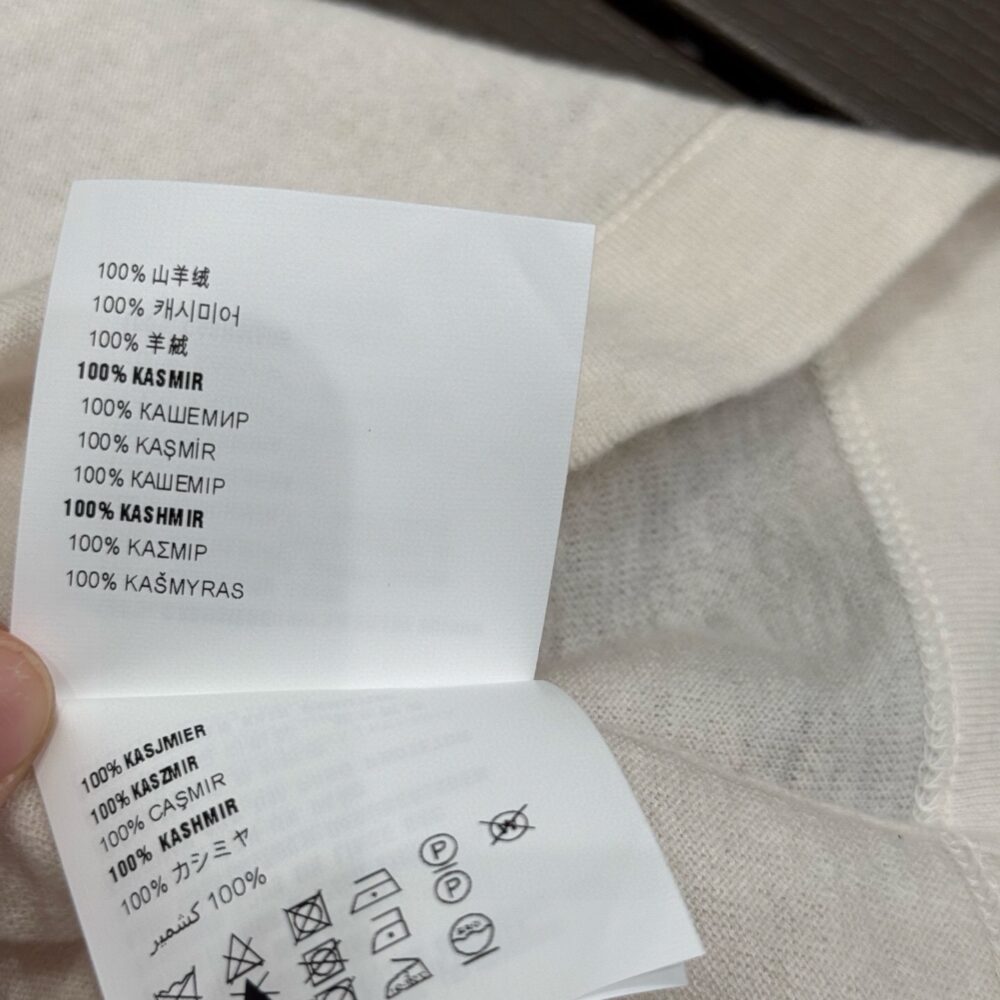 100% 山羊绒
100% 캐시미어
100% 羊絨
100% KASMIR
100% КАШЕМИР
100% KAŞMİR
100% КАШЕМІР
100% KASHMIR
100% ΚΑΣΜΙΡ
100% KAŠMYRAS
100% KASJMIER
100% KASZMIR
100% CAŞMIR
100% KASHMIR
100% カシミヤ
100% كشمير
P
P
W